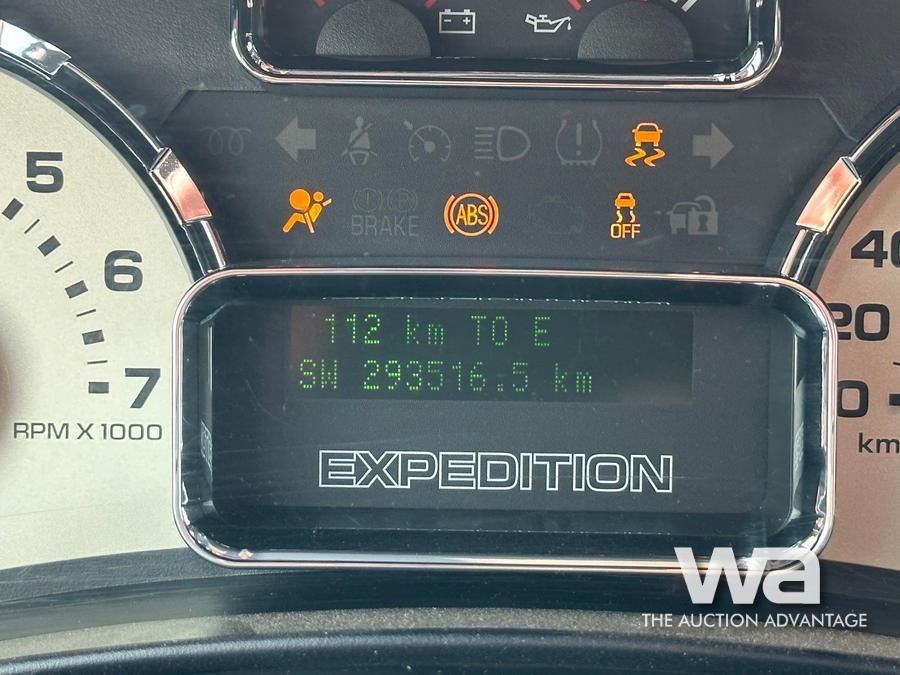 5
6
7
RPM X 1000
ABS
BRAKE
OFF
40
20
0
km
112 km TO E
SW 293516.5 km
EXPEDITION
wa
THE AUCTION ADVANTAGE